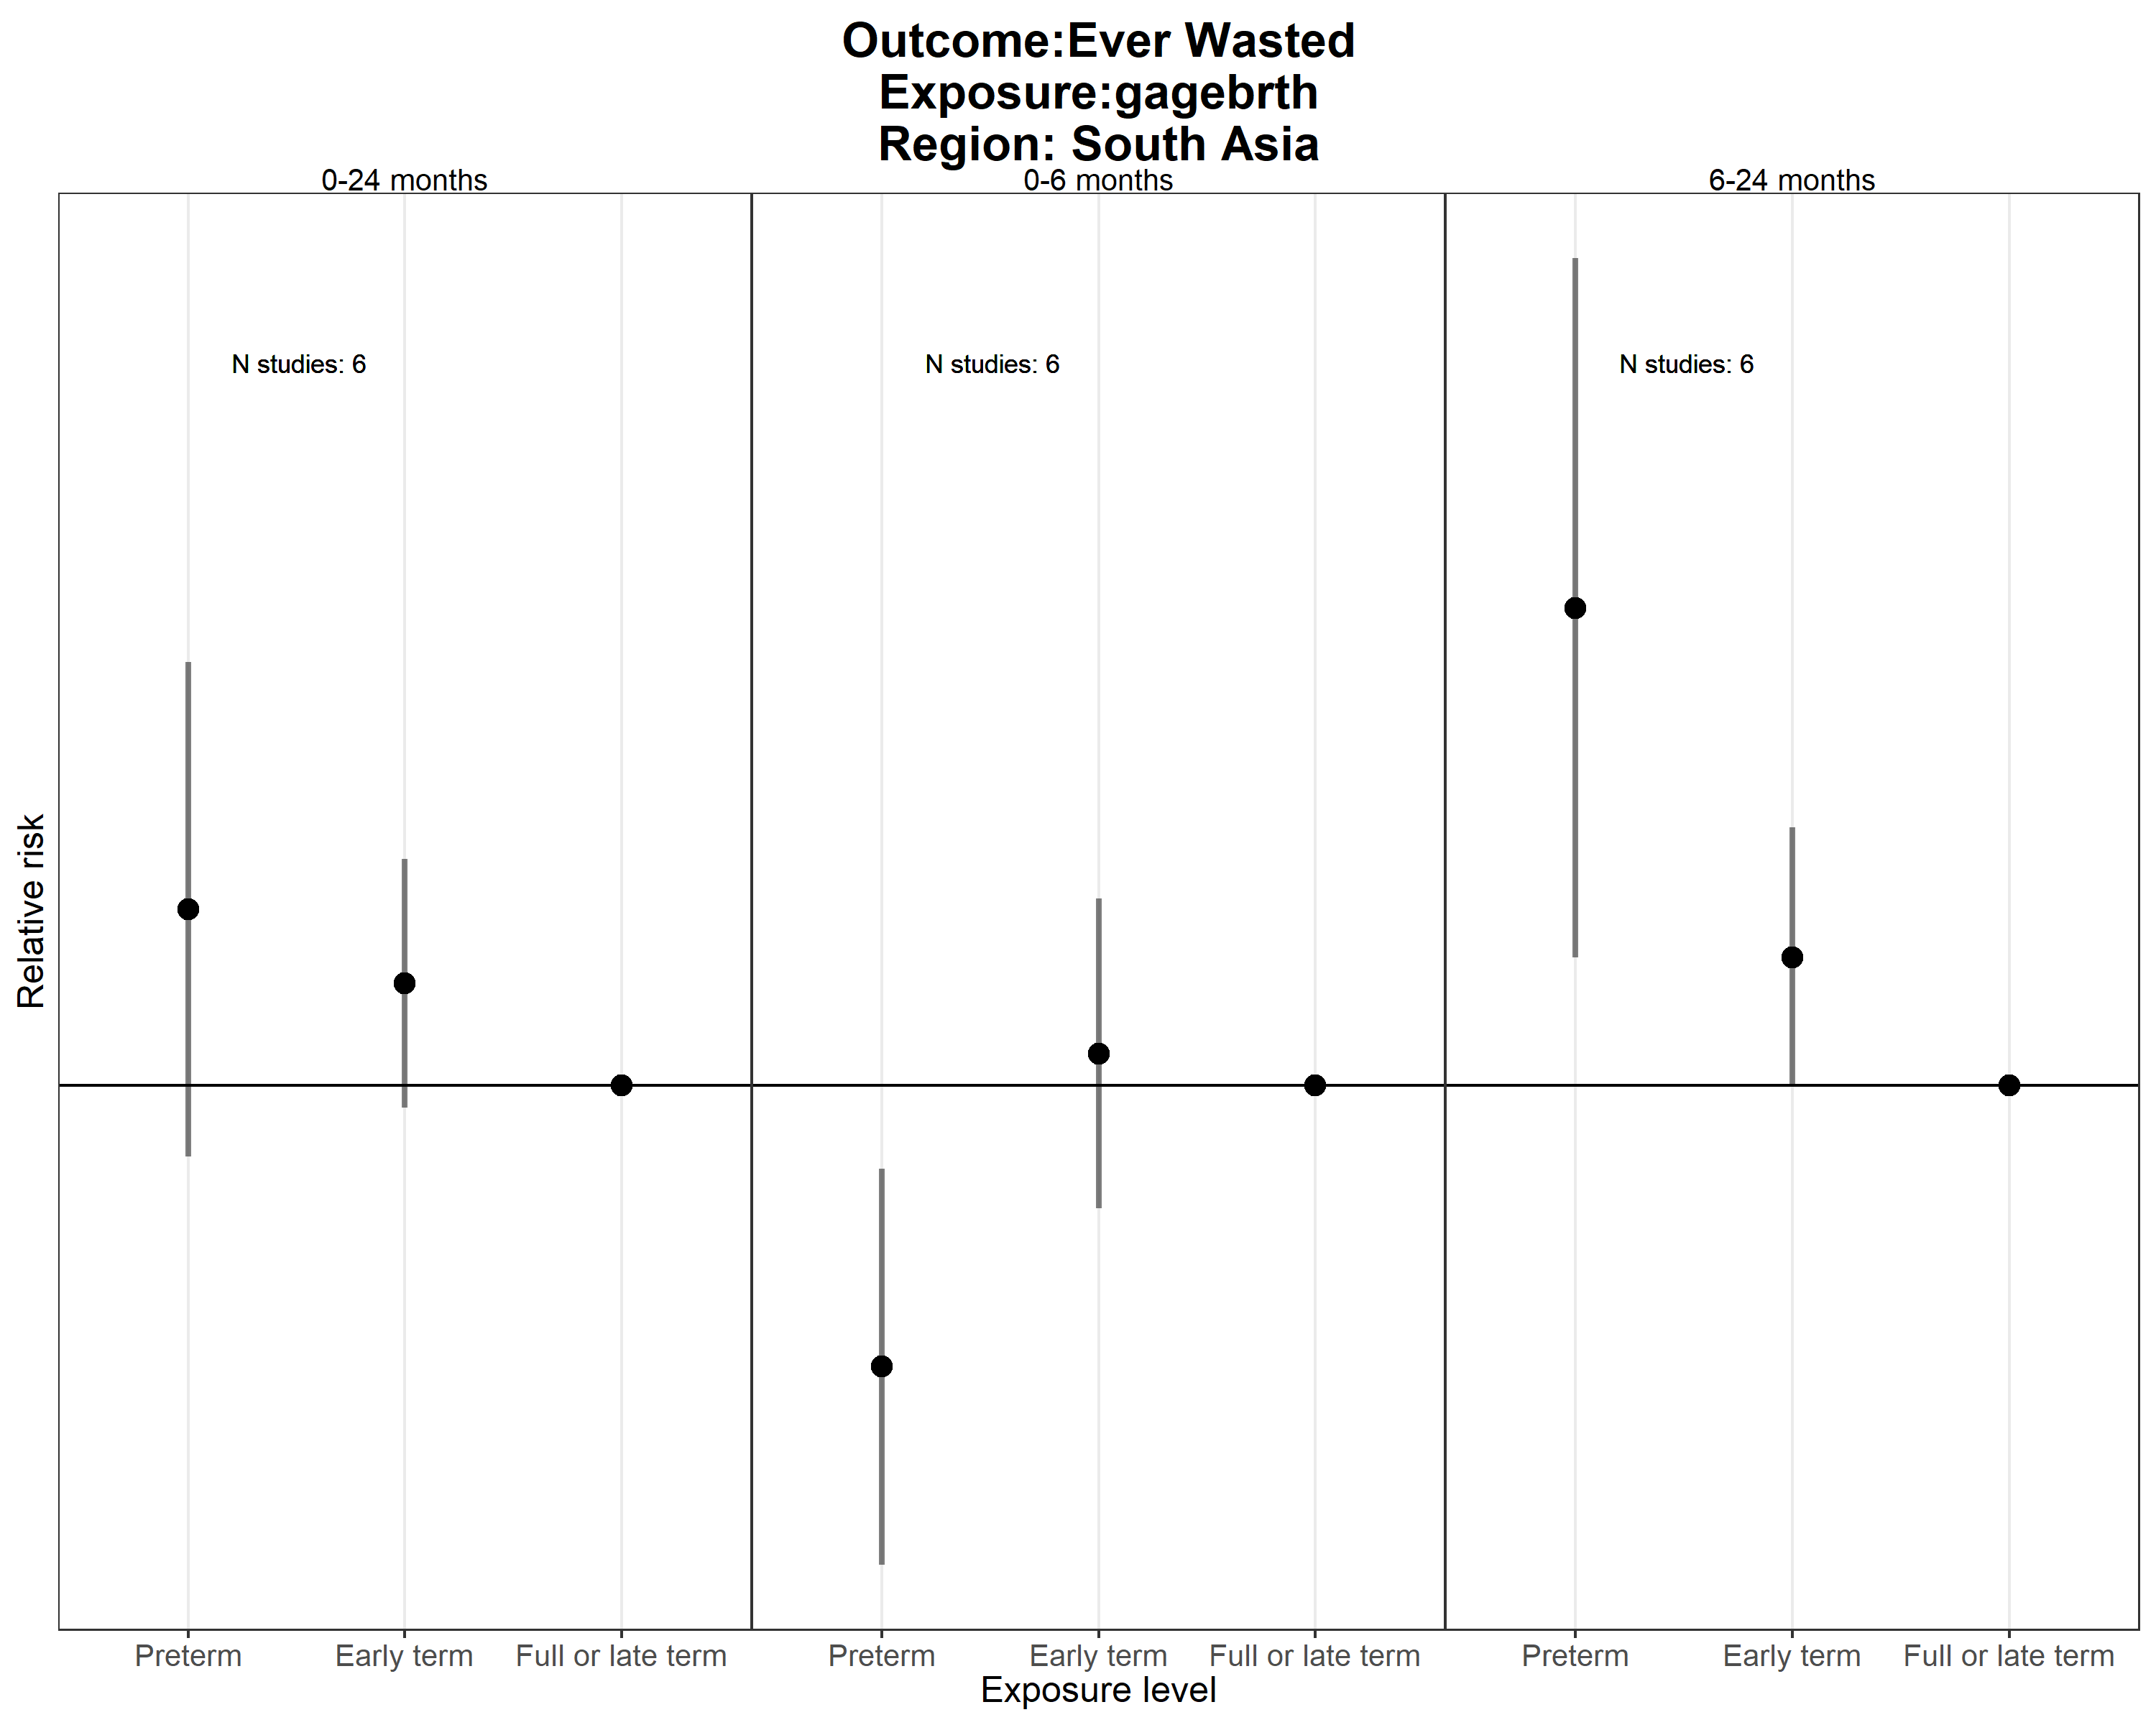 Outcome:Ever Wasted
Exposure:gagebrth
Region: South Asia
0-24 months
0-6 months
6-24 months
N studies: 6
N studies: 6
N studies: 6
Relative risk
Preterm
Early term
Full or late term
Preterm
Early term
Full or late term
Preterm
Early term
Full or late term
Exposure level